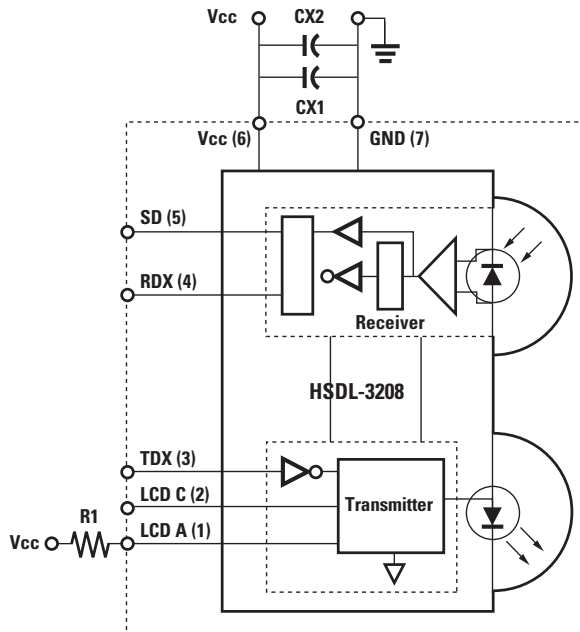 Vcc
CX2
CX1
Vcc (6)
GND (7)
SD (5)
RDX (4)
Receiver
HSDL-3208
TDX (3)
LCD C (2)
Transmitter
R1
LCD A (1)
Vcc